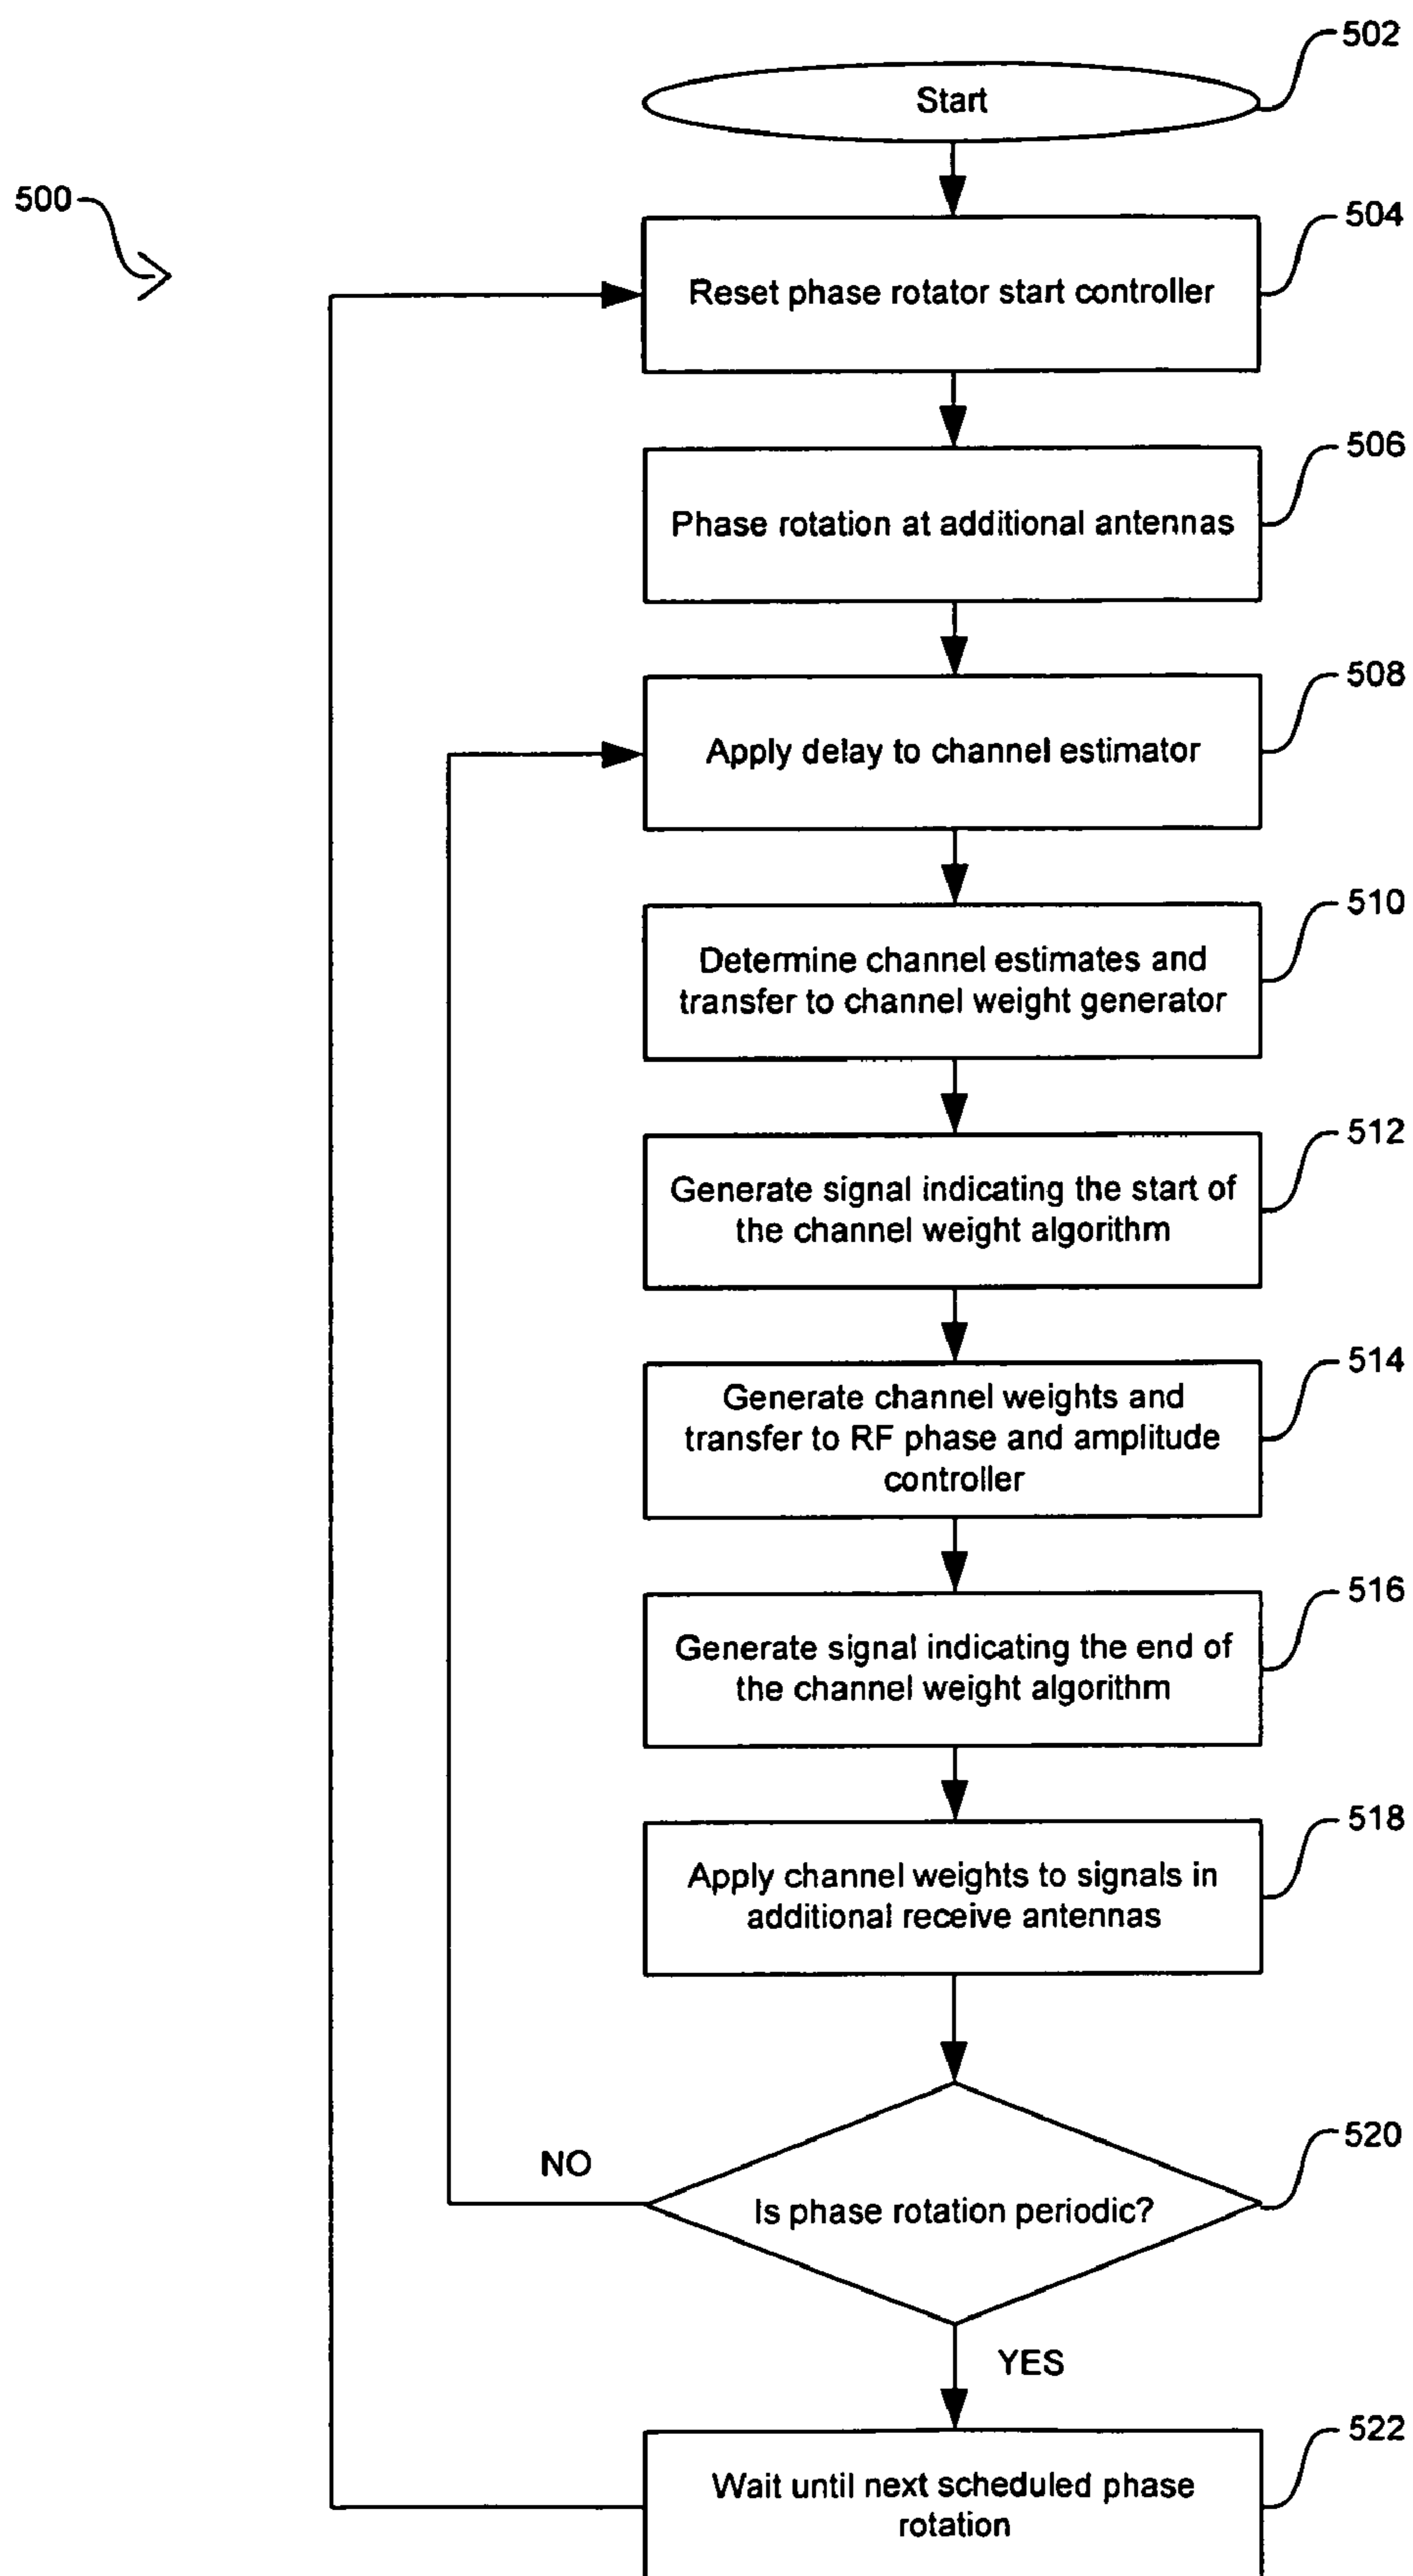 502
Start
500
504
Reset phase rotator start controller
506
Phase rotation at additional antennas
508
Apply delay to channel estimator
510
Determine channel estimates and
transfer to channel weight generator
512
Generate signal indicating the start of
the channel weight algorithm
514
Generate channel weights and
transfer to RF phase and amplitude
controller
516
Generate signal indicating the end of
the channel weight algorithm
518
Apply channel weights to signals in
additional receive antennas
520
NO
Is phase rotation periodic?
YES
522
Wait until next scheduled phase
rotation